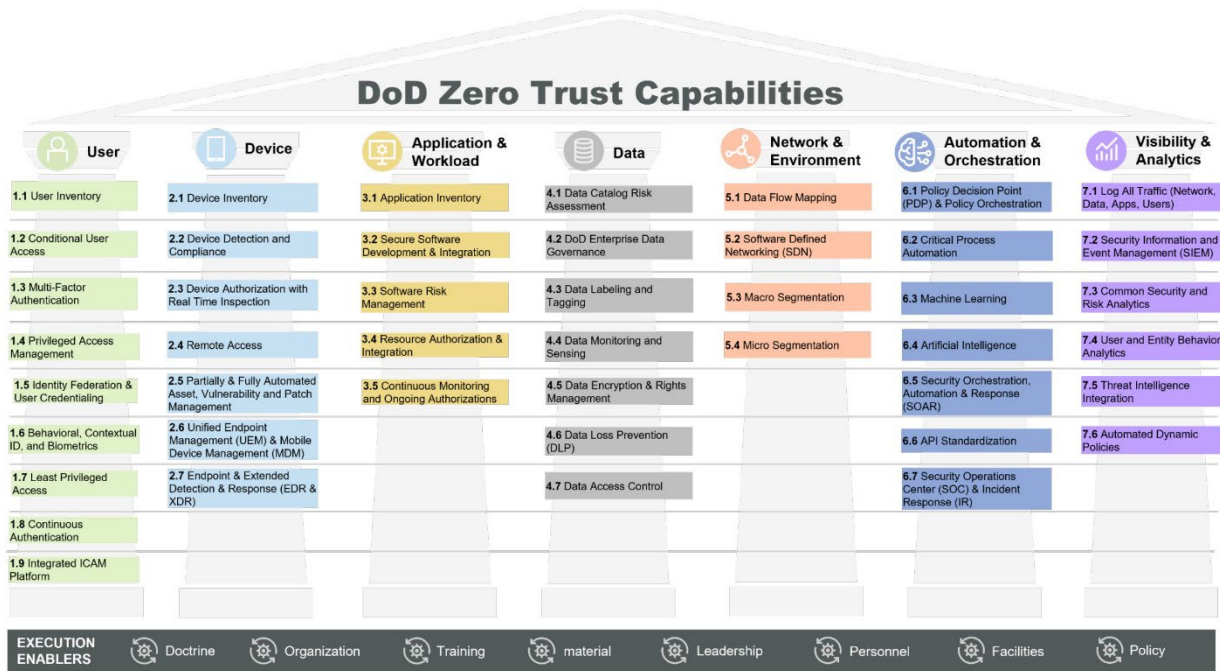 DoD Zero Trust Capabilities
User
1.1 User Inventory
1.2 Conditional User
Access
1.3 Multi-Factor
Authentication
1.4 Privileged Access
Management
1.5 Identity Federation &
User Credentialing
1.6 Behavioral, Contextual
ID, and Biometrics
1.7 Least Privileged
Access
1.8 Continuous
Authentication
1.9 Integrated ICAM
Platform
Device
2.1 Device Inventory
2.2 Device Detection and
Compliance
2.3 Device Authorization with
Real Time Inspection
2.4 Remote Access
2.5 Partially & Fully Automated
Asset, Vulnerability and Patch
Management
2.6 Unified Endpoint
Management (UEM) & Mobile
Device Management (MDM)
2.7 Endpoint & Extended
Detection & Response (EDR &
XDR)
Application &
Workload
3.1 Application Inventory
3.2 Secure Software
Development & Integration
3.3 Software Risk
Management
3.4 Resource Authorization &
Integration
3.5 Continuous Monitoring
and Ongoing Authorizations
Data
4.1 Data Catalog Risk
Assessment
4.2 DoD Enterprise Data
Governance
4.3 Data Labeling and
Tagging
4.4 Data Monitoring and
Sensing
4.5 Data Encryption & Rights
Management
4.6 Data Loss Prevention
(DLP)
4.7 Data Access Control
Network &
Environment
5.1 Data Flow Mapping
5.2 Software Defined
Networking (SDN)
5.3 Macro Segmentation
5.4 Micro Segmentation
Automation &
Orchestration
6.1 Policy Decision Point
(PDP) & Policy Orchestration
6.2 Critical Process
Automation
6.3 Machine Learning
6.4 Artificial Intelligence
6.5 Security Orchestration,
Automation & Response
(SOAR)
6.6 API Standardization
6.7 Security Operations
Center (SOC) & Incident
Response (IR)
Visibility &
Analytics
7.1 Log All Traffic (Network,
Data, Apps, Users)
7.2 Security Information and
Event Management (SIEM)
7.3 Common Security and
Risk Analytics
7.4 User and Entity Behavior
Analytics
7.5 Threat Intelligence
Integration
7.6 Automated Dynamic
Policies
EXECUTION
ENABLERS
Doctrine
Organization
Training
material
Leadership
Personnel
Facilities
Policy